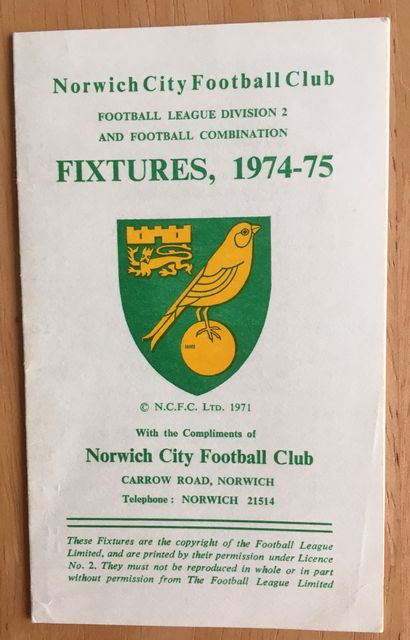 Norwich City Football Club
FOOTBALL LEAGUE DIVISION 2
AND FOOTBALL COMBINATION
FIXTURES, 1974-75
© N.C.F.C. LTD. 1971
With the Compliments of
Norwich City Football Club
CARROW ROAD, NORWICH
Telephone: NORWICH 21514
These Fixtures are the copyright of the Football League
Limited, and are printed by their permission under Licence
No. 2. They must not be reproduced in whole or in part
without permission from The Football League Limited